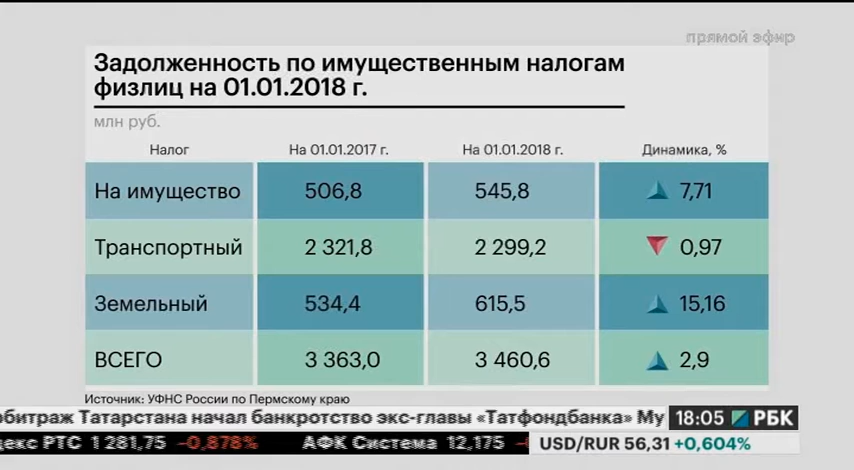 прямой эфир
Задолженность по имущественным налогам
физлиц на 01.01.2018 г.
млн руб.
Налог На 01.01.2017 г. На 01.01.2018 г. Динамика, %
На имущество 506,8 545,8 7,71
Транспортный 2 321,8 2 299,2 0,97
Земельный 534,4 615,5 15,16
ВСЕГО 3 363,0 3 460,6 2,9
Источник: УФНС России по Пермскому краю
Татарстана начал банкротство экс-главы «Татфондбанка» 18:05 РБК
РТС 1 281,75 -0,878% АФК Система 12,175 USD/RUR 56,31 +0,604%